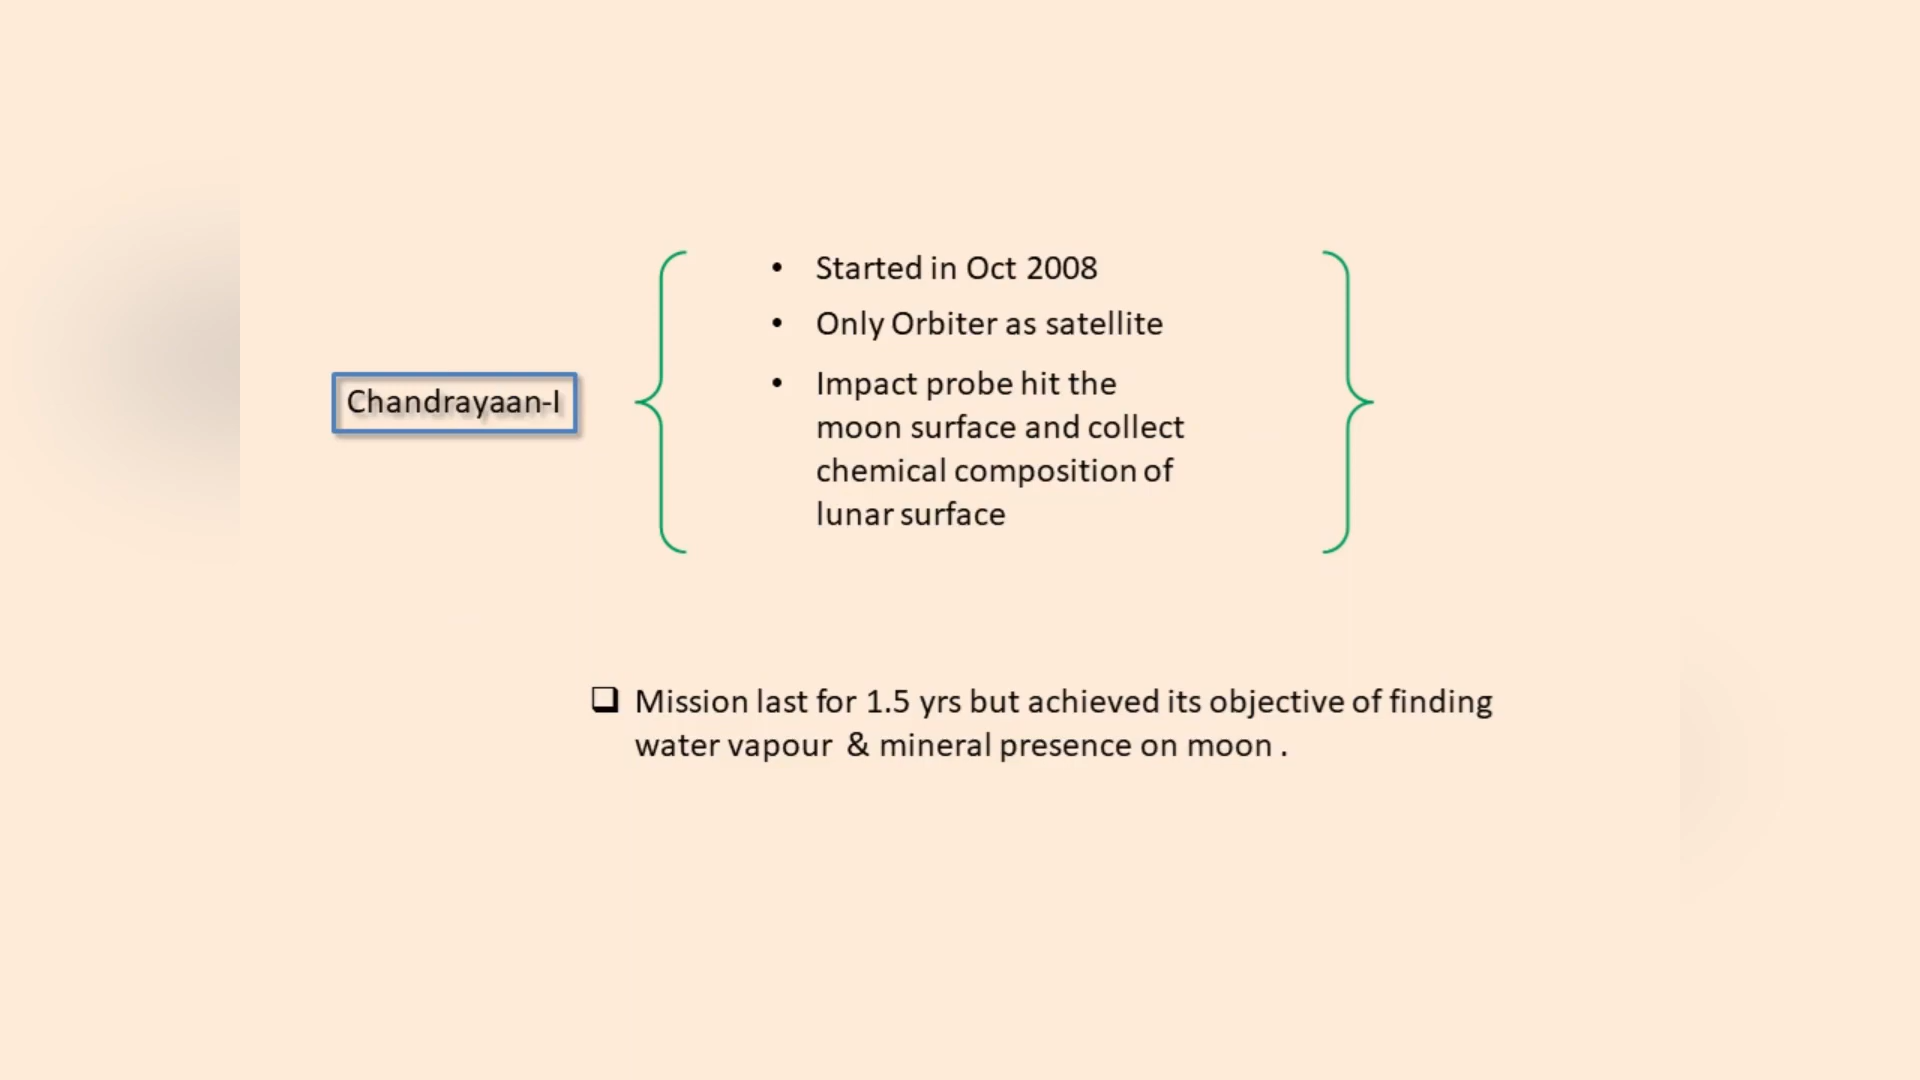 Chandrayaan-I
• Started in Oct 2008
• Only Orbiter as satellite
• Impact probe hit the
moon surface and collect
chemical composition of
lunar surface
❑ Mission last for 1.5 yrs but achieved its objective of finding
water vapour & mineral presence on moon .